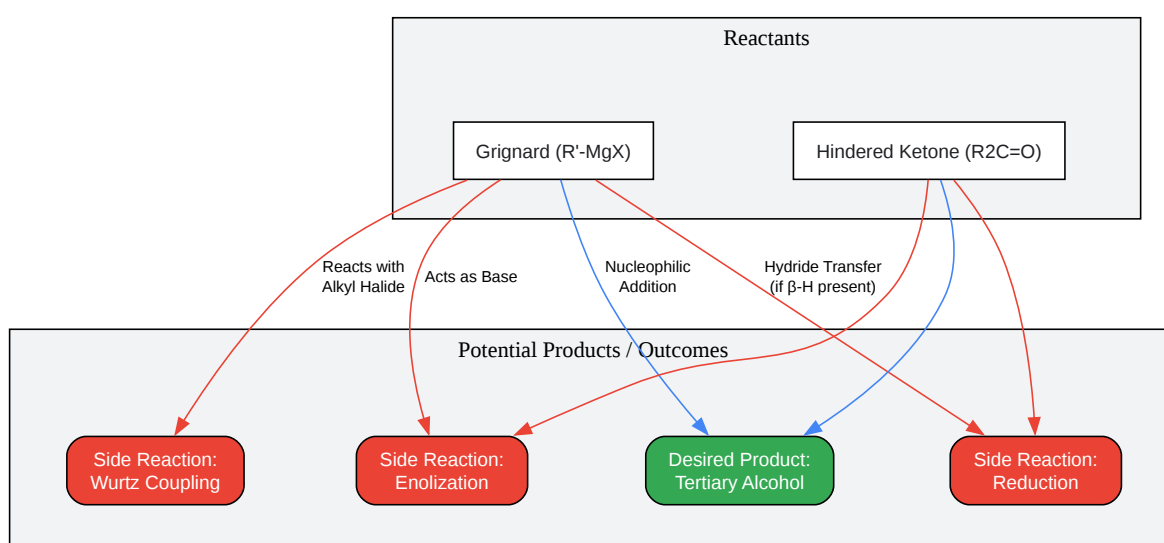 Reactants
Grignard (R'-MgX)
Hindered Ketone (R2C=O)
Reacts with
Alkyl Halide
Acts as Base
Nucleophilic
Addition
Hydride Transfer
(if β-H present)
Potential Products / Outcomes
Side Reaction:
Wurtz Coupling
Side Reaction:
Enolization
Desired Product:
Tertiary Alcohol
Side Reaction:
Reduction